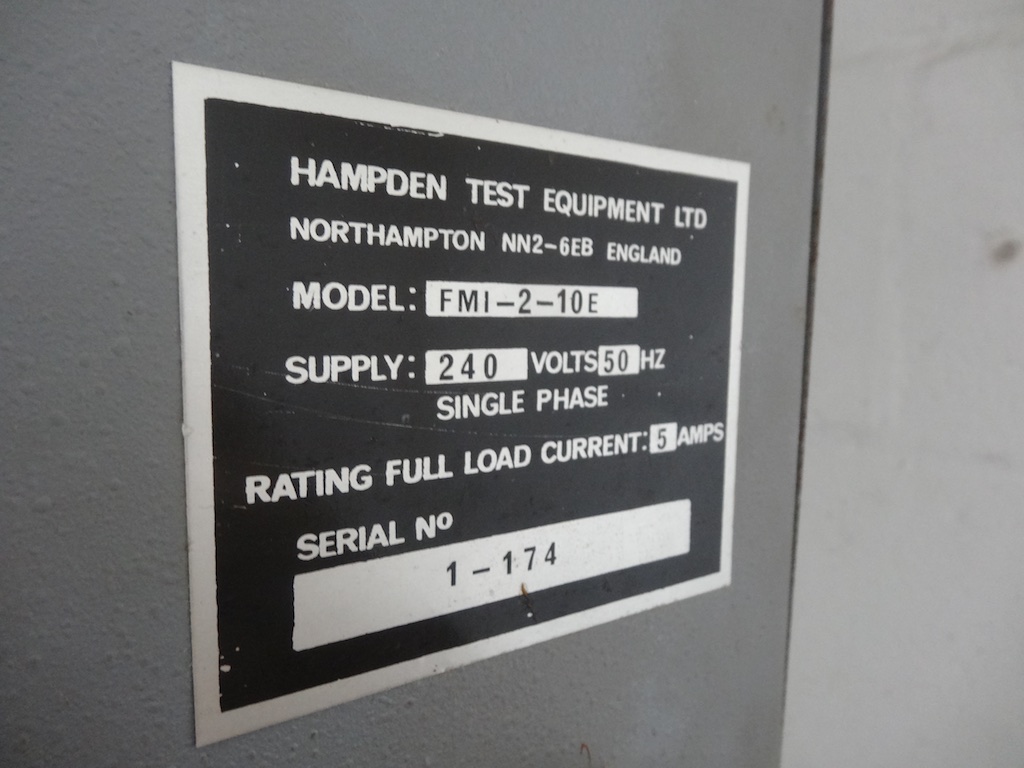 HAMPDEN TEST EQUIPMENT LTD
NORTHAMPTON NN2-6EB ENGLAND
MODEL: FMI-2-10E
SUPPLY: 240 VOLTS 50 HZ
SINGLE PHASE
RATING FULL LOAD CURRENT: 5 AMPS
SERIAL No
1-174